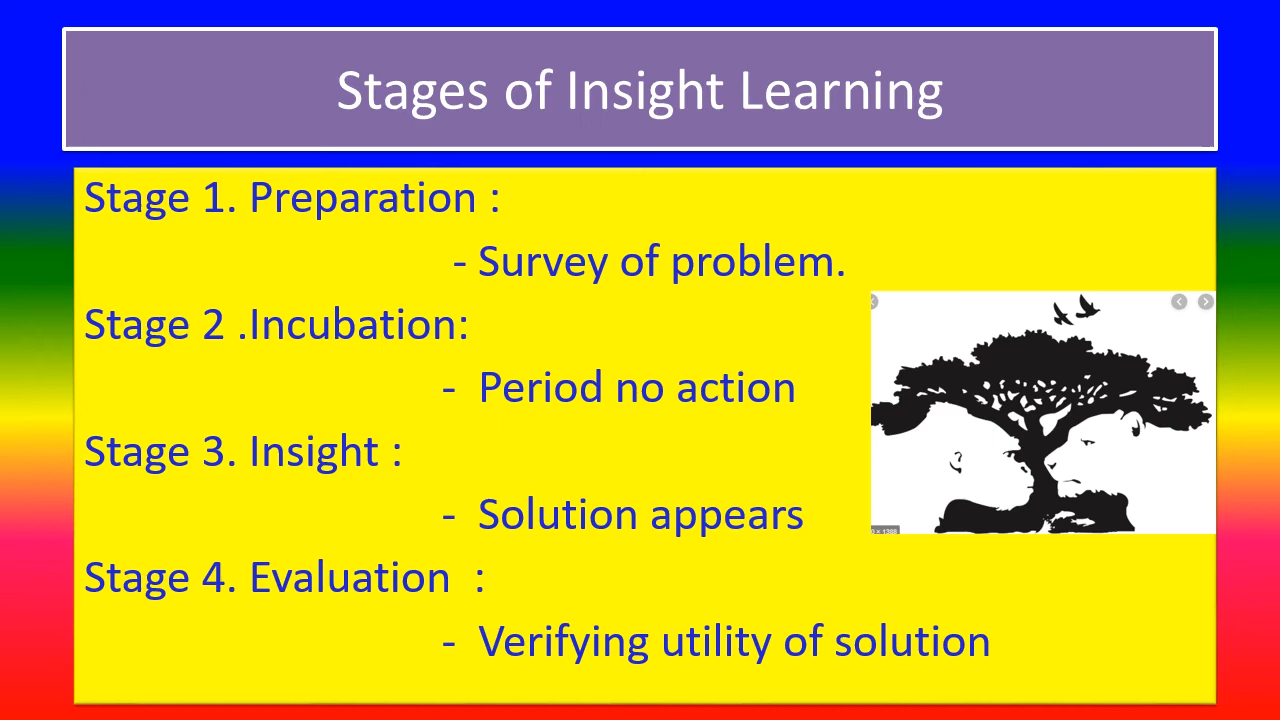 Stages of Insight Learning
Stage 1. Preparation :
- Survey of problem.
Stage 2 .Incubation:
- Period no action
Stage 3. Insight :
- Solution appears
Stage 4. Evaluation :
- Verifying utility of solution